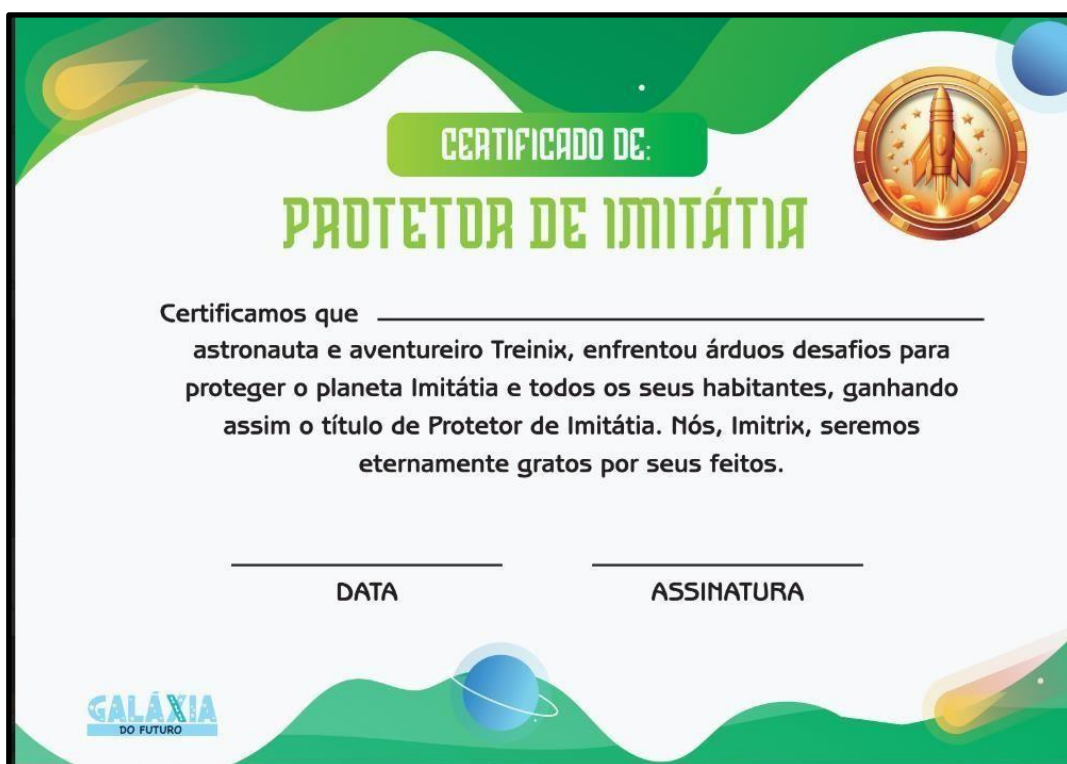 CERTIFICADO DE:
PROTETOR DE IMITÁTIA
Certificamos que
astronauta e aventureiro Treinix, enfrentou árduos desafios para
proteger o planeta Imitátia e todos os seus habitantes, ganhando
assim o título de Protetor de Imitátia. Nós, Imitrix, seremos
eternamente gratos por seus feitos.
DATA
ASSINATURA
GALÁXIA
DO FUTURO